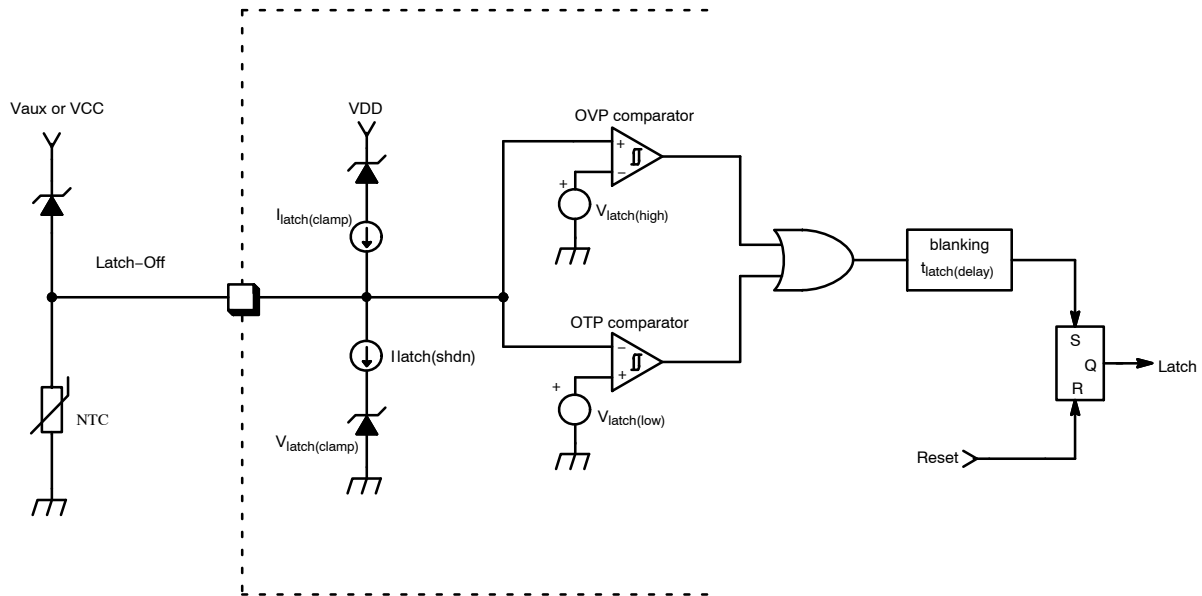 Vaux or VCC
VDD
OVP comparator
+
−
+
Ilatch(clamp)
Vlatch(high)
Latch−Off
blanking
tlatch(delay)
OTP comparator
−
+
+
Ilatch(shdn)
S
Q
R
Latch
NTC
Vlatch(clamp)
Vlatch(low)
Reset